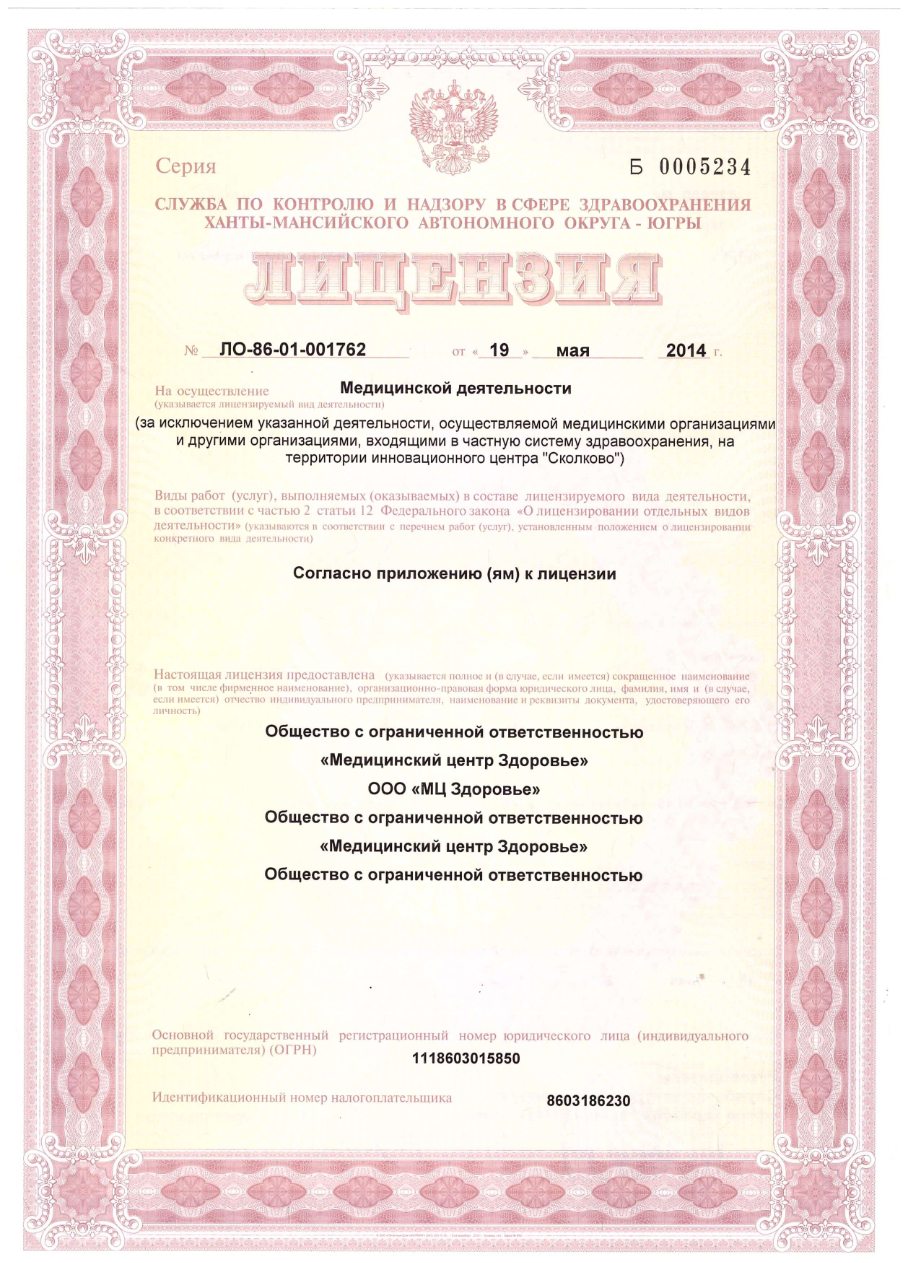 Серия Б 0005234
СЛУЖБА ПО КОНТРОЛЮ И НАДЗОРУ В СФЕРЕ ЗДРАВООХРАНЕНИЯ
ХАНТЫ-МАНСИЙСКОГО АВТОНОМНОГО ОКРУГА - ЮГРЫ
ЛИЦЕНЗИЯ
№ ЛО-86-01-001762 от « 19 » мая 2014 г.
На осуществление Медицинской деятельности
(указывается лицензируемый вид деятельности)
(за исключением указанной деятельности, осуществляемой медицинскими организациями
и другими организациями, входящими в частную систему здравоохранения, на
территории инновационного центра "Сколково")
Виды работ (услуг), выполняемых (оказываемых) в составе лицензируемого вида деятельности,
в соответствии с частью 2 статьи 12 Федерального закона «О лицензировании отдельных видов
деятельности» (указываются в соответствии с перечнем работ (услуг), установленным положением о лицензировании
конкретного вида деятельности)
Согласно приложению (ям) к лицензии
Настоящая лицензия предоставлена (указывается полное и (в случае, если имеется) сокращенное наименование
(в том числе фирменное наименование), организационно-правовая форма юридического лица, фамилия, имя и (в случае,
если имеется) отчество индивидуального предпринимателя, наименование и реквизиты документа, удостоверяющего его
личность)
Общество с ограниченной ответственностью
«Медицинский центр Здоровье»
ООО «МЦ Здоровье»
Общество с ограниченной ответственностью
«Медицинский центр Здоровье»
Общество с ограниченной ответственностью
Основной государственный регистрационный номер юридического лица (индивидуального
предпринимателя) (ОГРН) 1118603015850
Идентификационный номер налогоплательщика 8603186230